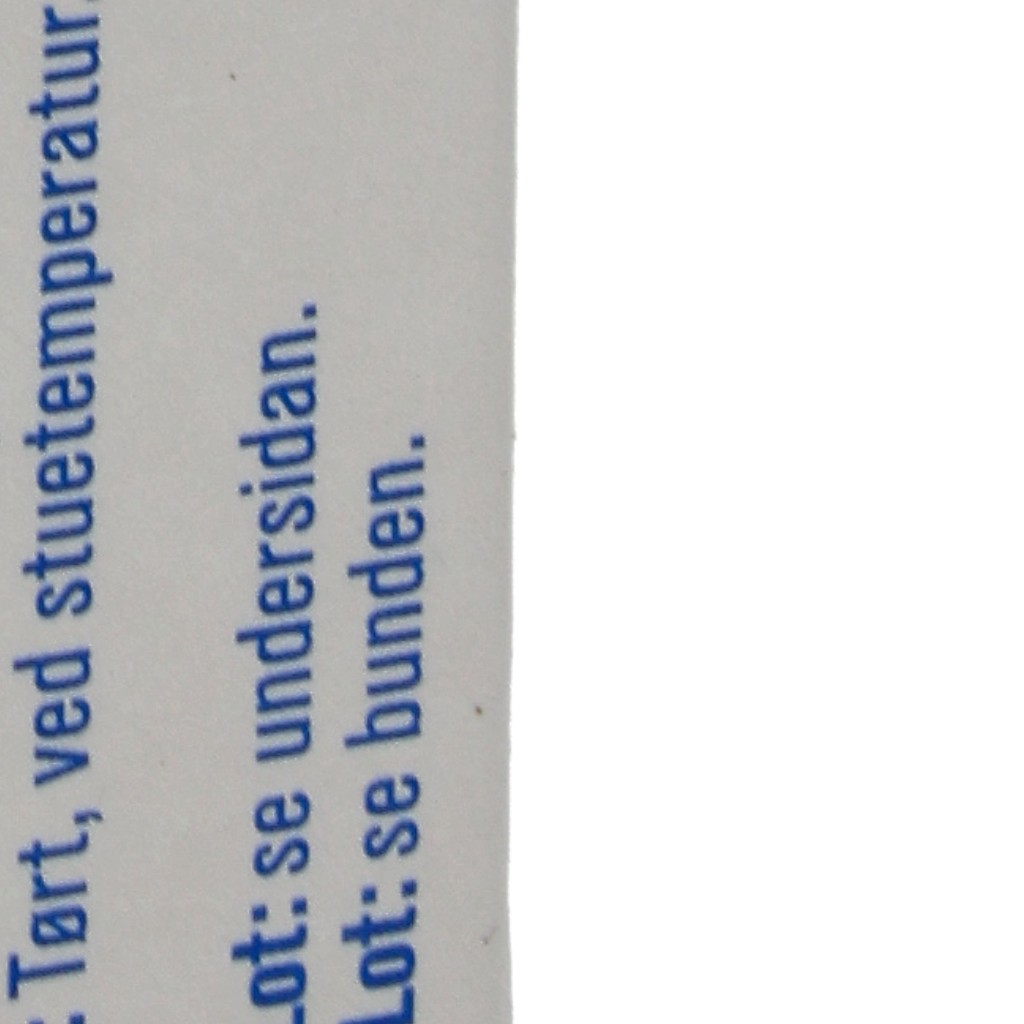 : Tørt, ved stuetemperatur.
Lot: se undersidan.
Lot: se bunden.